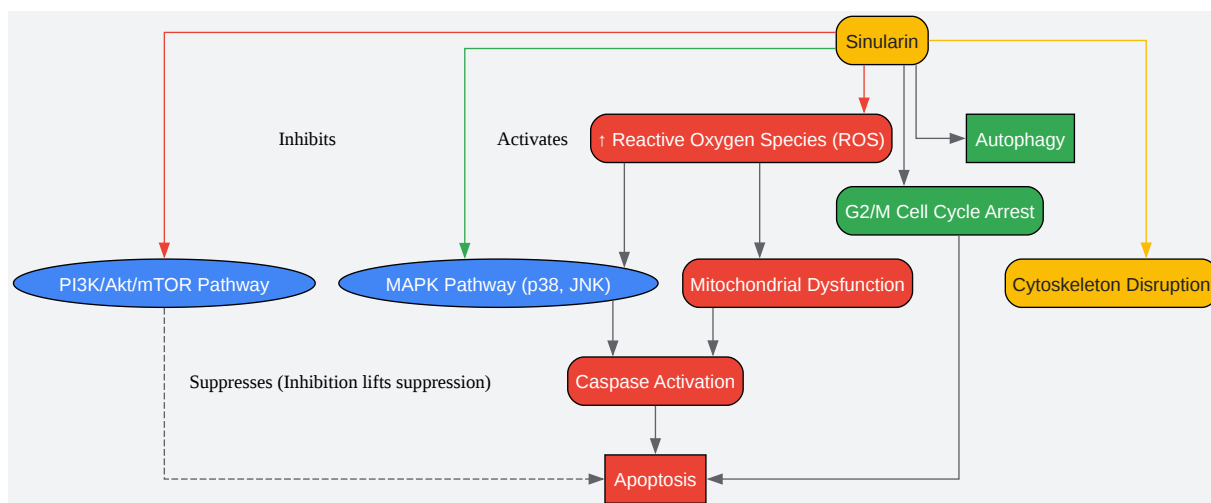 Sinularin
Inhibits
Activates
↑ Reactive Oxygen Species (ROS)
Autophagy
G2/M Cell Cycle Arrest
PI3K/Akt/mTOR Pathway
MAPK Pathway (p38, JNK)
Mitochondrial Dysfunction
Cytoskeleton Disruption
Suppresses (Inhibition lifts suppression)
Caspase Activation
Apoptosis